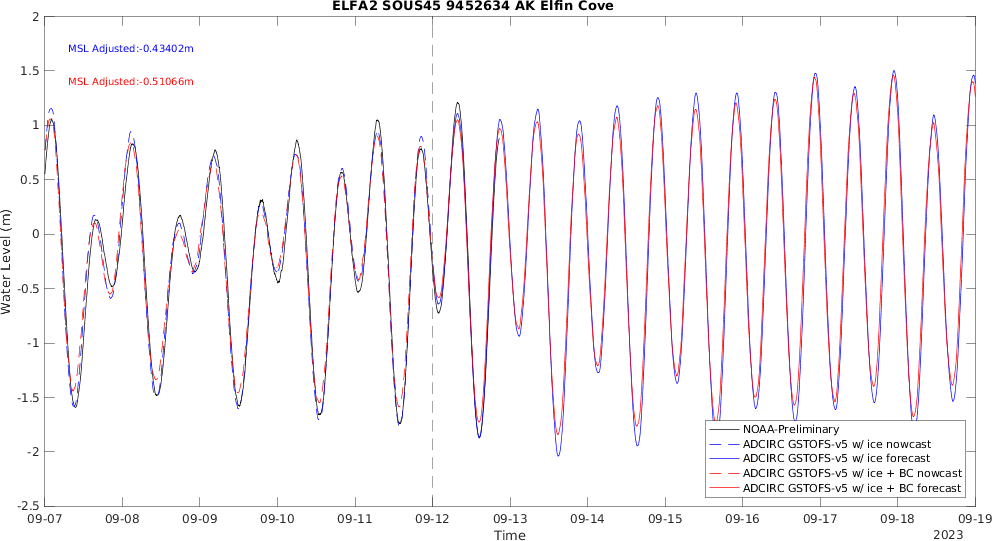 ELFA2 SOUS45 9452634 AK Elfin Cove
MSL Adjusted:-0.43402m
MSL Adjusted:-0.51066m
Water Level (m)
2
1.5
1
0.5
0
-0.5
-1
-1.5
-2
-2.5
NOAA-Preliminary
ADCIRC GSTOFS-v5 w/ ice nowcast
ADCIRC GSTOFS-v5 w/ ice forecast
ADCIRC GSTOFS-v5 w/ ice + BC nowcast
ADCIRC GSTOFS-v5 w/ ice + BC forecast
09-07 09-08 09-09 09-10 09-11 09-12 09-13 09-14 09-15 09-16 09-17 09-18 09-19
Time
2023